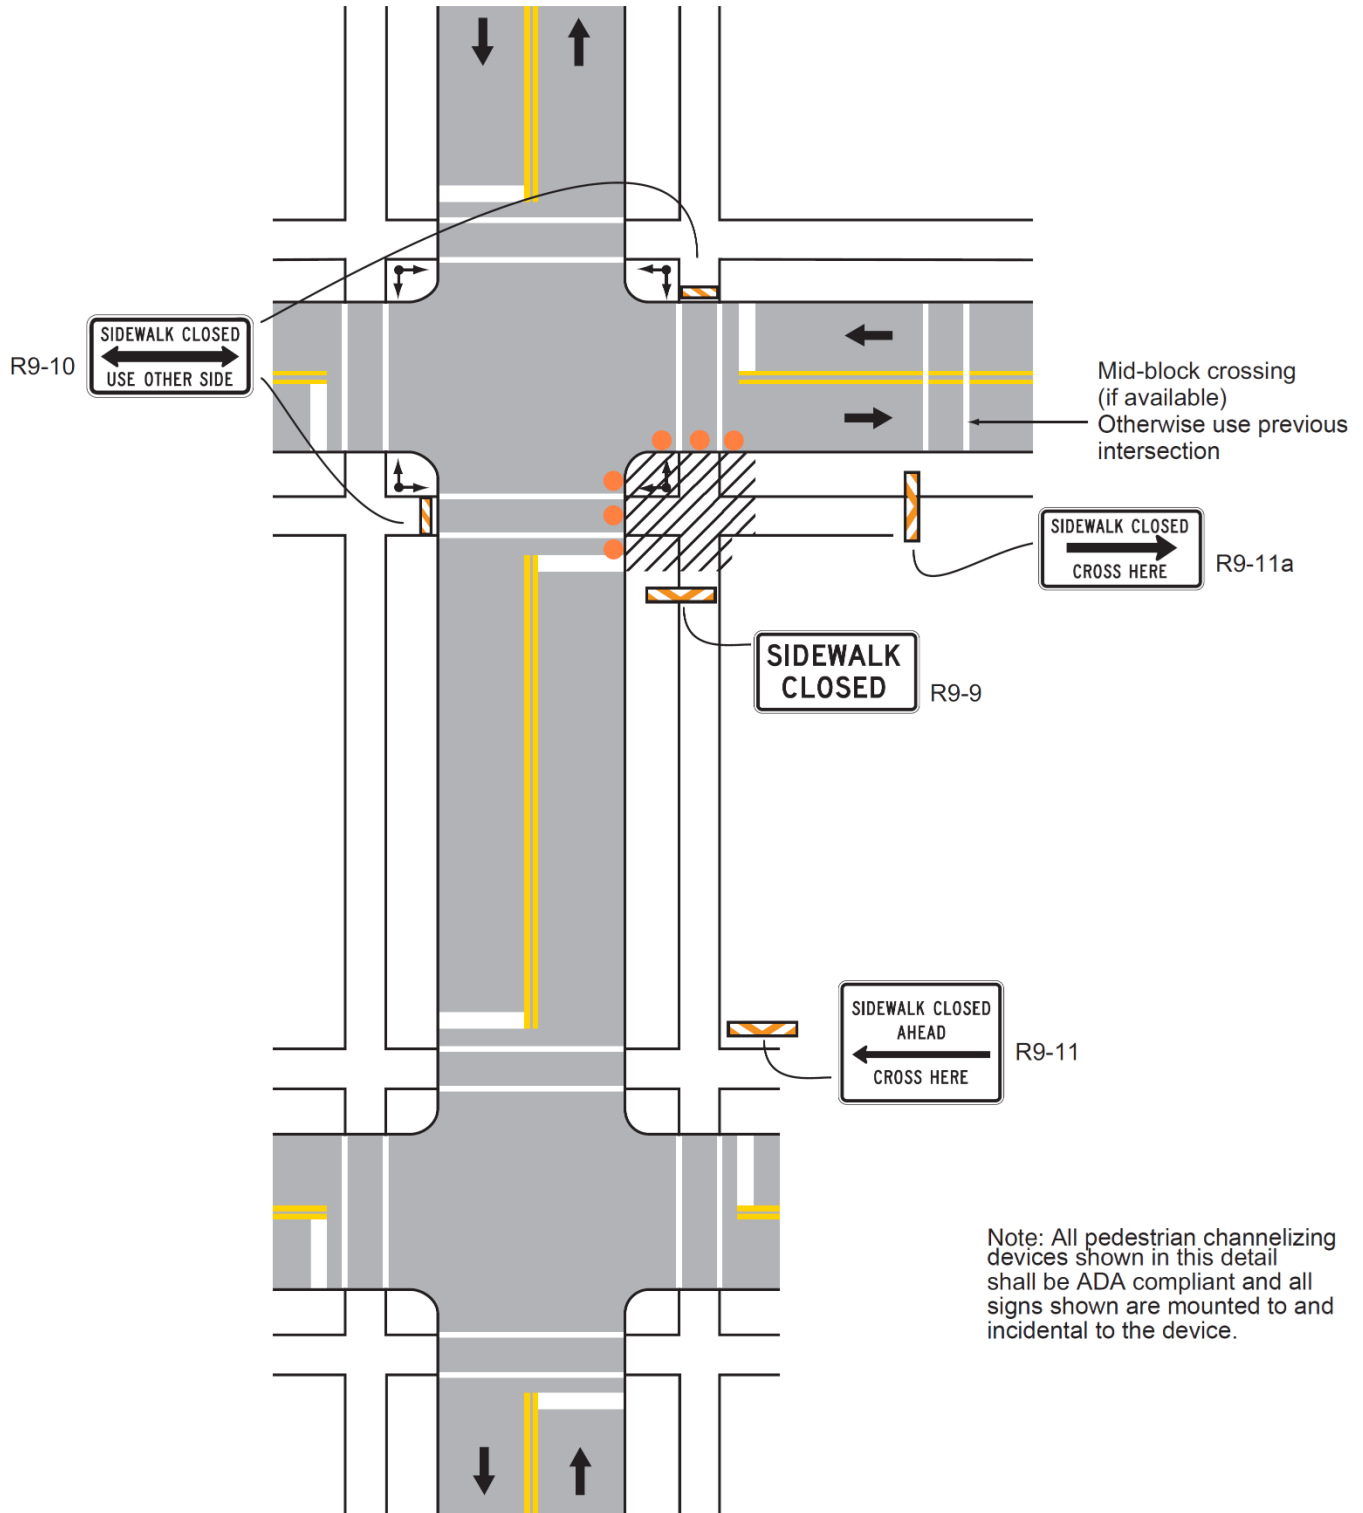 SIDEWALK CLOSED
USE OTHER SIDE
R9-10
Mid-block crossing
(if available)
Otherwise use previous
intersection
SIDEWALK CLOSED
CROSS HERE
R9-11a
SIDEWALK
CLOSED
R9-9
SIDEWALK CLOSED
AHEAD
CROSS HERE
R9-11
Note: All pedestrian channelizing
devices shown in this detail
shall be ADA compliant and all
signs shown are mounted to and
incidental to the device.